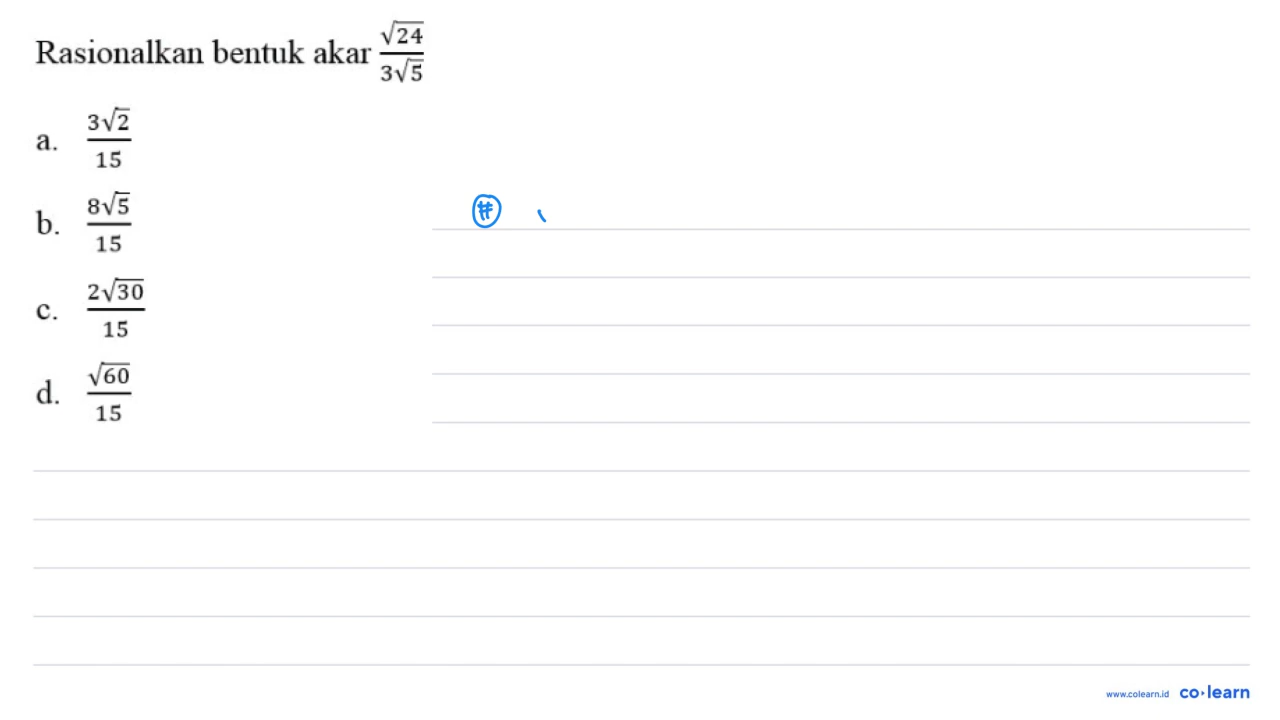 Rasionalkan bentuk akar √24/3√5
a. 3√2/15
b. 8√5/15
c. 2√30/15
d. √60/15
#
www.colearn.id co·learn